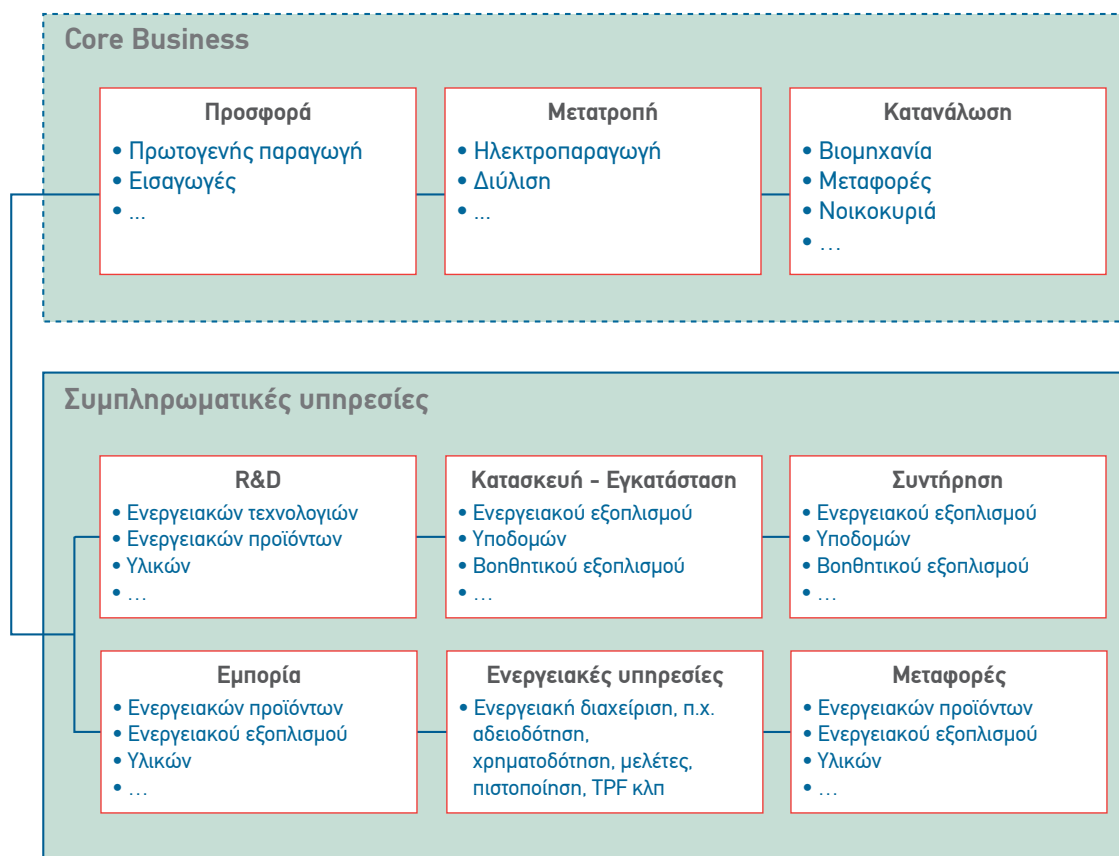 Core Business
Προσφορά
• Πρωτογενής παραγωγή
• Εισαγωγές
• ...
Μετατροπή
• Ηλεκτροπαραγωγή
• Διύλιση
• ...
Κατανάλωση
• Βιομηχανία
• Μεταφορές
• Νοικοκυριά
• ...
Συμπληρωματικές υπηρεσίες
R&D
• Ενεργειακών τεχνολογιών
• Ενεργειακών προϊόντων
• Υλικών
• ...
Κατασκευή - Εγκατάσταση
• Ενεργειακού εξοπλισμού
• Υποδομών
• Βοηθητικού εξοπλισμού
• ...
Συντήρηση
• Ενεργειακού εξοπλισμού
• Υποδομών
• Βοηθητικού εξοπλισμού
• ...
Εμπορία
• Ενεργειακών προϊόντων
• Ενεργειακού εξοπλισμού
• Υλικών
• ...
Ενεργειακές υπηρεσίες
• Ενεργειακή διαχείριση, π.χ.
αδειοδότηση,
χρηματοδότηση, μελέτες,
πιστοποίηση, TPF κλπ
Μεταφορές
• Ενεργειακών προϊόντων
• Ενεργειακού εξοπλισμού
• Υλικών
• ...